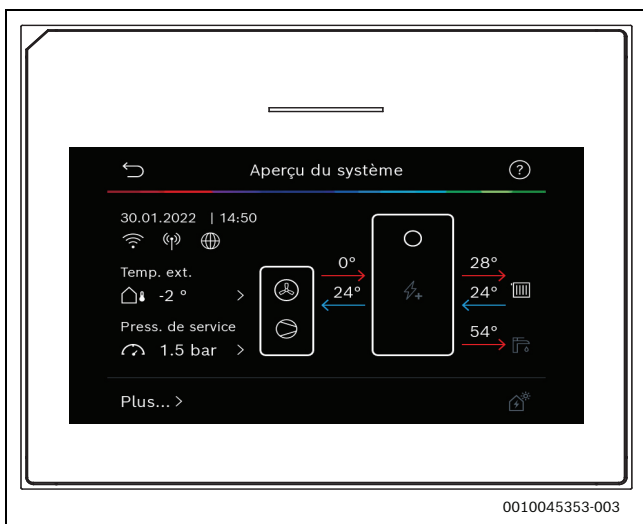 Aperçu du système
?
30.01.2022 | 14:50
Temp. ext.
-2 ° >
Press. de service
1.5 bar >
0°
24°
28°
24°
54°
Plus... >
0010045353-003